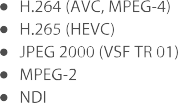 ● H.264 (AVC, MPEG-4)
● H.265 (HEVC)
● JPEG 2000 (VSF TR 01)
● MPEG-2
● NDI